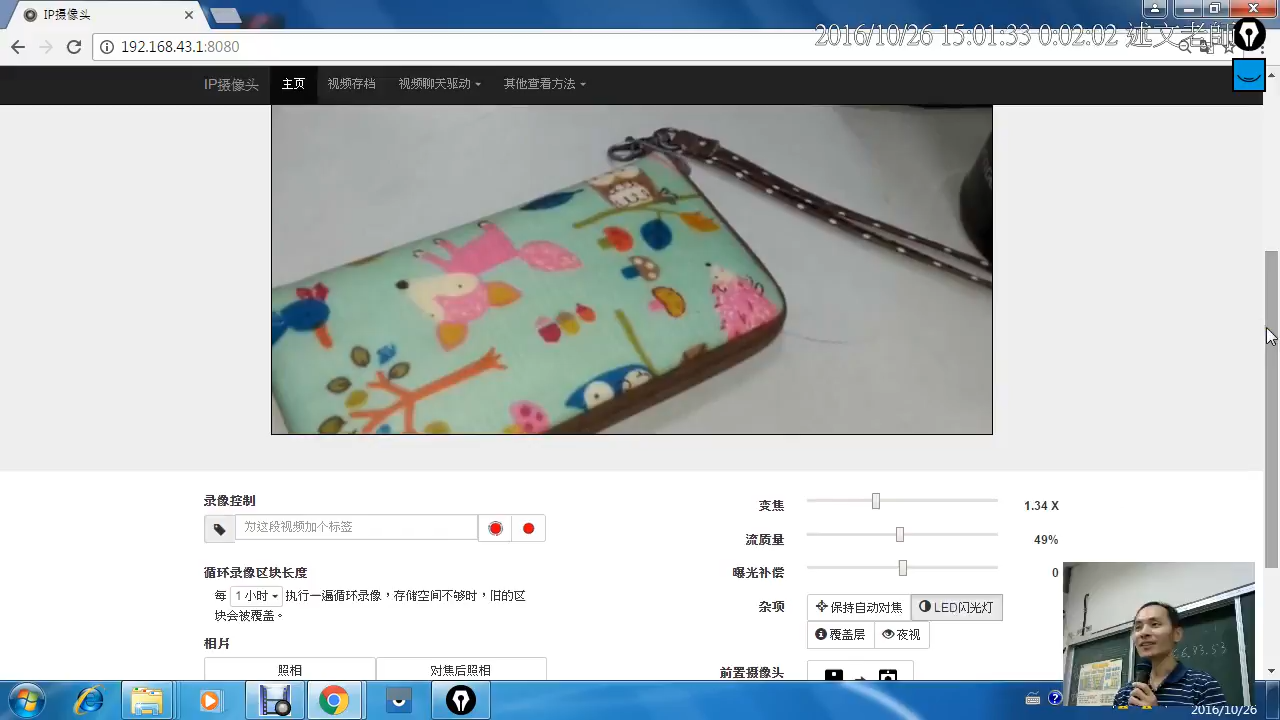 IP摄像头
192.168.43.1:8080
2016/10/26 15:01:33 0:02:02 述文老師
IP摄像头 主页 视频存档 视频聊天驱动 其他查看方法
录像控制
为这段视频加个标签
循环录像区块长度
每 1 小时 执行一遍循环录像，存储空间不够时，旧的区
块会被覆盖。
相片
照相 对焦后照相
变焦 1.34 X
流质量 49%
曝光补偿 0
杂项 保持自动对焦 LED闪光灯
覆盖层 夜视
前置摄像头
2016/10/26